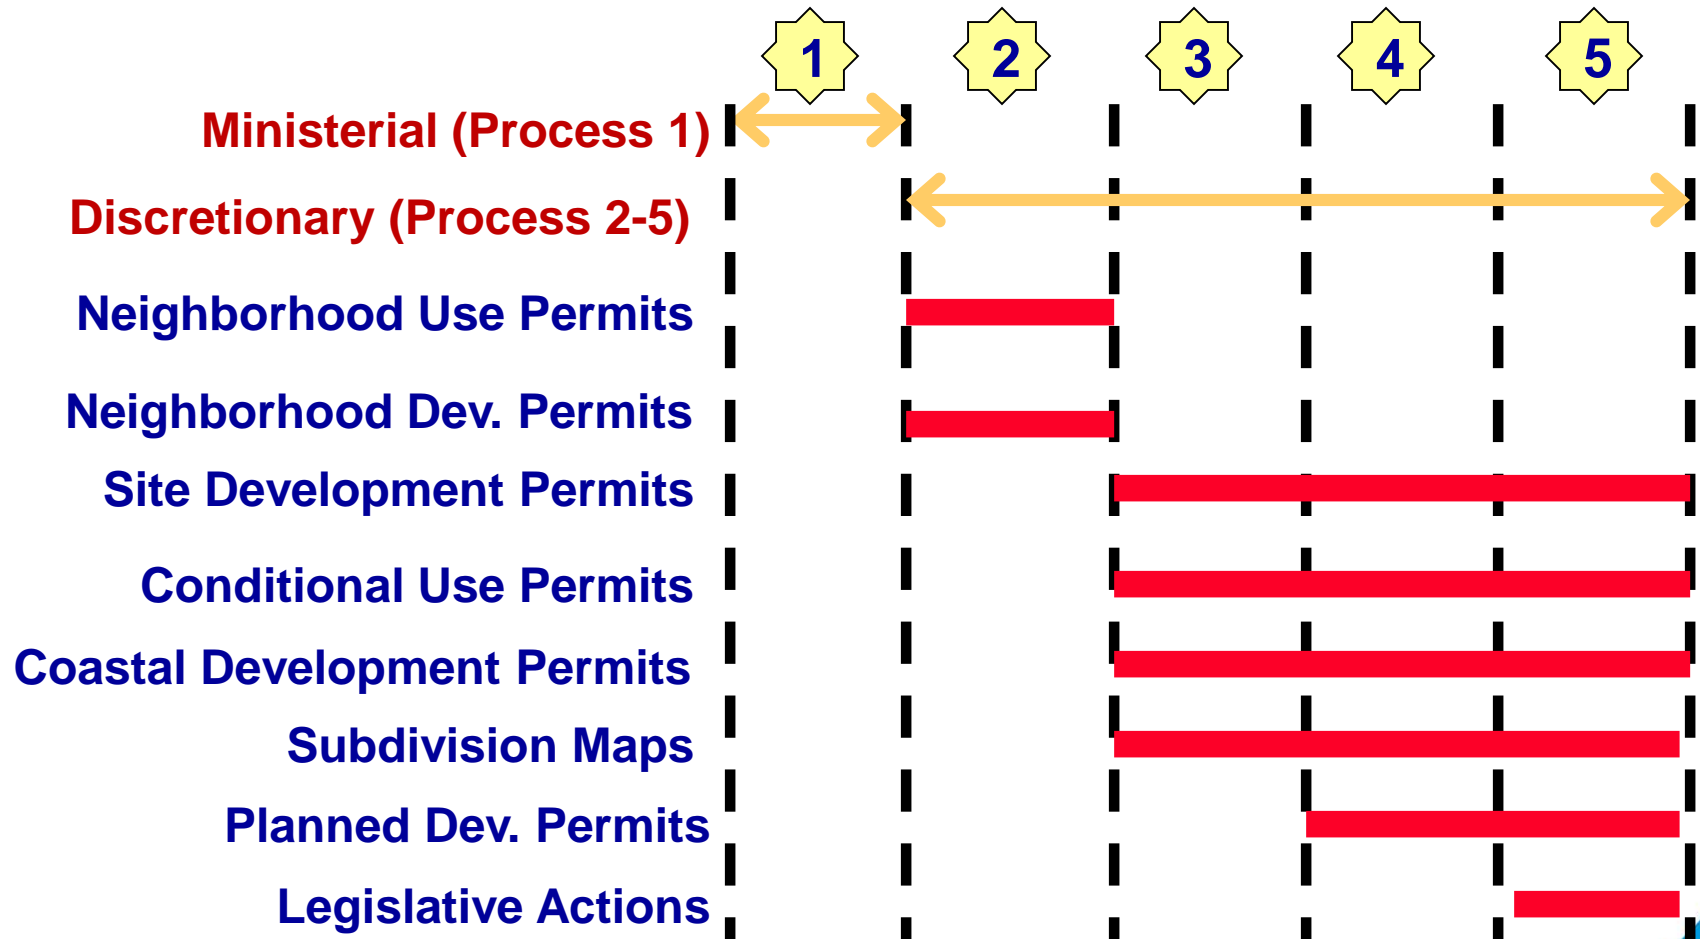 1 2 3 4 5
Ministerial (Process 1)
Discretionary (Process 2-5)
Neighborhood Use Permits
Neighborhood Dev. Permits
Site Development Permits
Conditional Use Permits
Coastal Development Permits
Subdivision Maps
Planned Dev. Permits
Legislative Actions